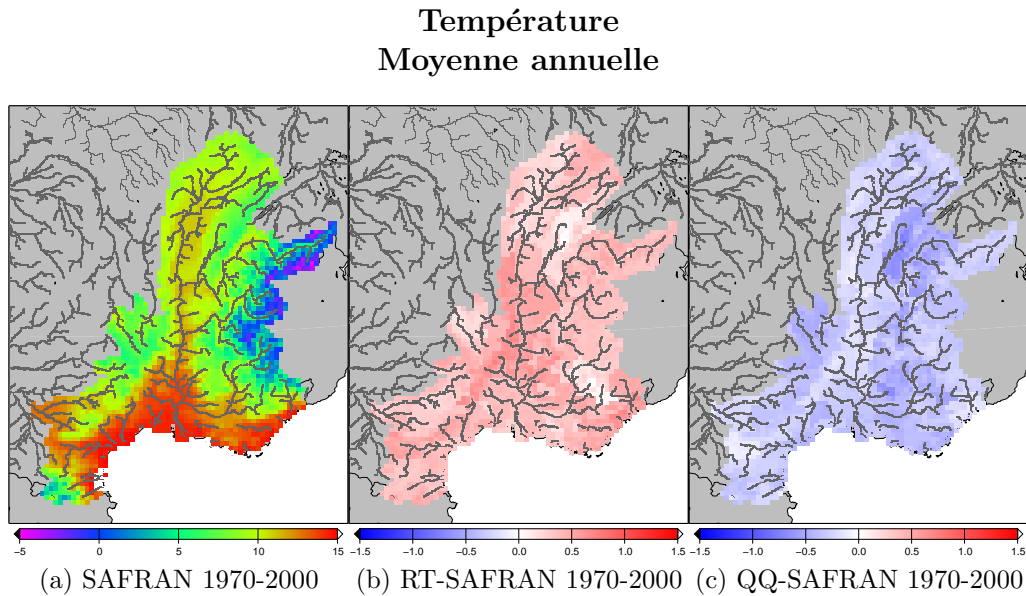 Température
Moyenne annuelle
−5 0 5 10 15
−1.5 −1.0 −0.5 0.0 0.5 1.0 1.5
−1.5 −1.0 −0.5 0.0 0.5 1.0 1.5
(a) SAFRAN 1970-2000
(b) RT-SAFRAN 1970-2000
(c) QQ-SAFRAN 1970-2000